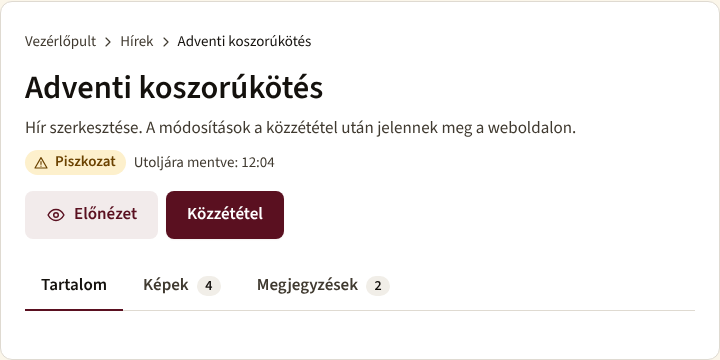 Vezérlőpult > Hírek > Adventi koszorúkötés
Adventi koszorúkötés
Hír szerkesztése. A módosítások a közzététel után jelennek meg a weboldalon.
Piszkozat Utoljára mentve: 12:04
Előnézet Közzététel
Tartalom Képek 4 Megjegyzések 2